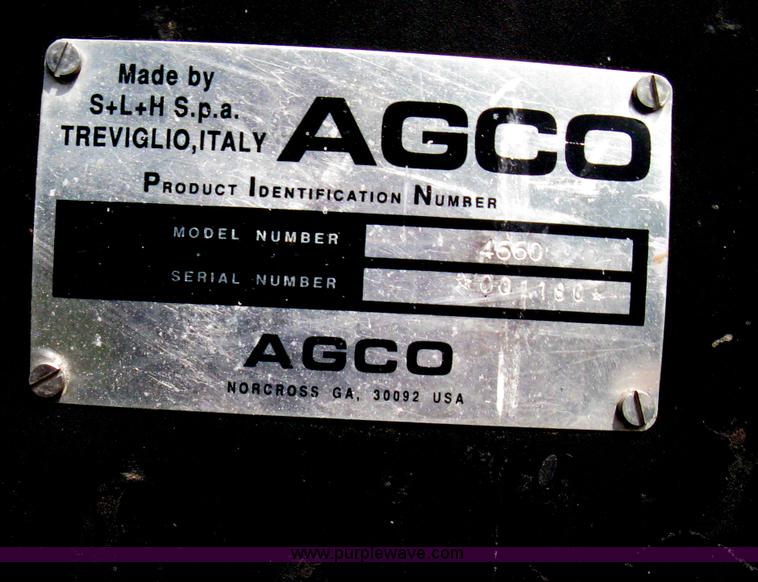 Made by
S+L+H S.p.a.
TREVIGLIO, ITALY
AGCO
PRODUCT IDENTIFICATION NUMBER
MODEL NUMBER 4660
SERIAL NUMBER
AGCO
NORCROSS GA, 30092 USA
www.purplewave.com